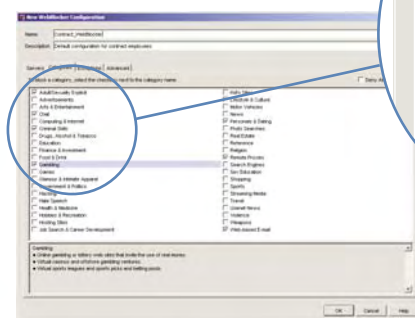 New WebBlocker Configuration
Name: Contract_WebBlocker
Description: Default configuration for contract employees
Servers Categories Exceptions Advanced
To block a category, select the checkbox next to the category name.
Deny All
Adult/Sexually Explicit
Advertisements
Arts & Entertainment
Chat
Computing & Internet
Criminal Skills
Drugs, Alcohol & Tobacco
Education
Finance & Investment
Food & Drink
Gambling
Games
Glamour & Intimate Apparel
Government & Politics
Hacking
Hate Speech
Health & Medicine
Hobbies & Recreation
Hosting Sites
Job Search & Career Development
Kids Sites
Lifestyle & Culture
Motor Vehicles
News
Personals & Dating
Photo Searches
Real Estate
Reference
Religion
Remote Proxies
Search Engines
Sex Education
Shopping
Sports
Streaming Media
Travel
Usenet News
Violence
Weapons
Web-based E-mail
Gambling
• Online gambling or lottery web sites that invite the use of real money.
• Virtual casinos and offshore gambling ventures.
• Virtual sports leagues and sports picks and betting pools.
OK Cancel Help